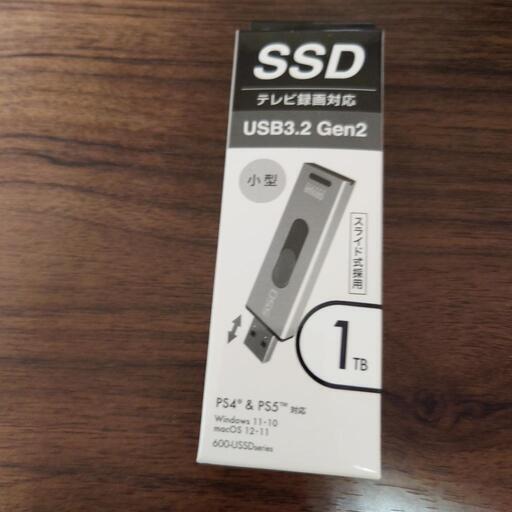 SSD
テレビ録画対応
USB3.2 Gen2
小型
スライド式採用
USSD
1TB
PS4® & PS5™ 対応
Windows 11・10
macOS 12・11
600-USSDseries